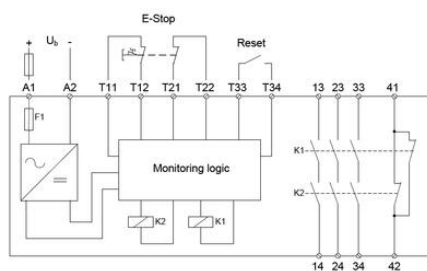 E-Stop
+ Ub -
Reset
A1 A2 T11 T12 T21 T22 T33 T34 13 23 33 41
F1
Monitoring logic
K1
K2
K2 K1
14 24 34 42